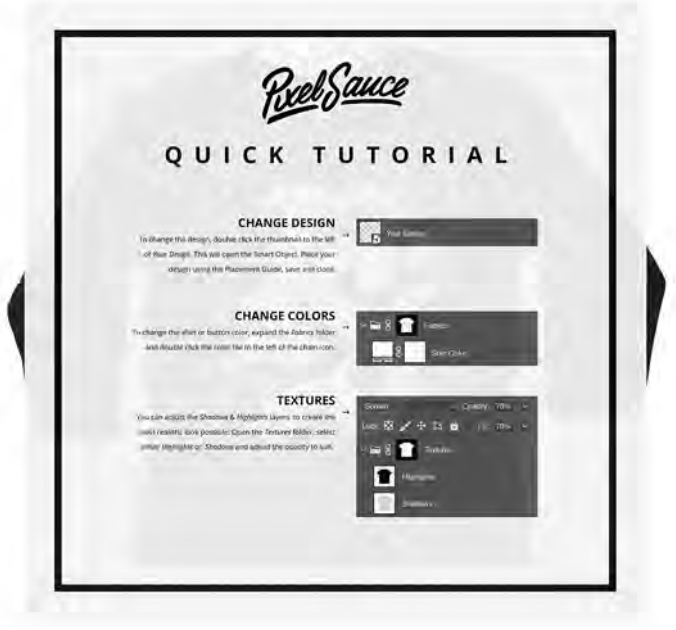 PixelSauce
QUICK TUTORIAL
CHANGE DESIGN
To change the design, double click the thumbnail to the left
of Your Design. This will open the Smart Object. Place your
design using the Placement Guide, save and close.
Your Design
CHANGE COLORS
To change the shirt or button color, expand the Fabrics folder
and double click the color tile to the left of the chain icon.
Shirt Color
TEXTURES
You can adjust the Shadows & Highlights layers, to create the
most realistic look possible. Open the Textures folder, select
either Highlights or Shadows and adjust the opacity to suit.
Screen Opacity: 70%
Lock: 70%
Textures
Highlights
Shadows